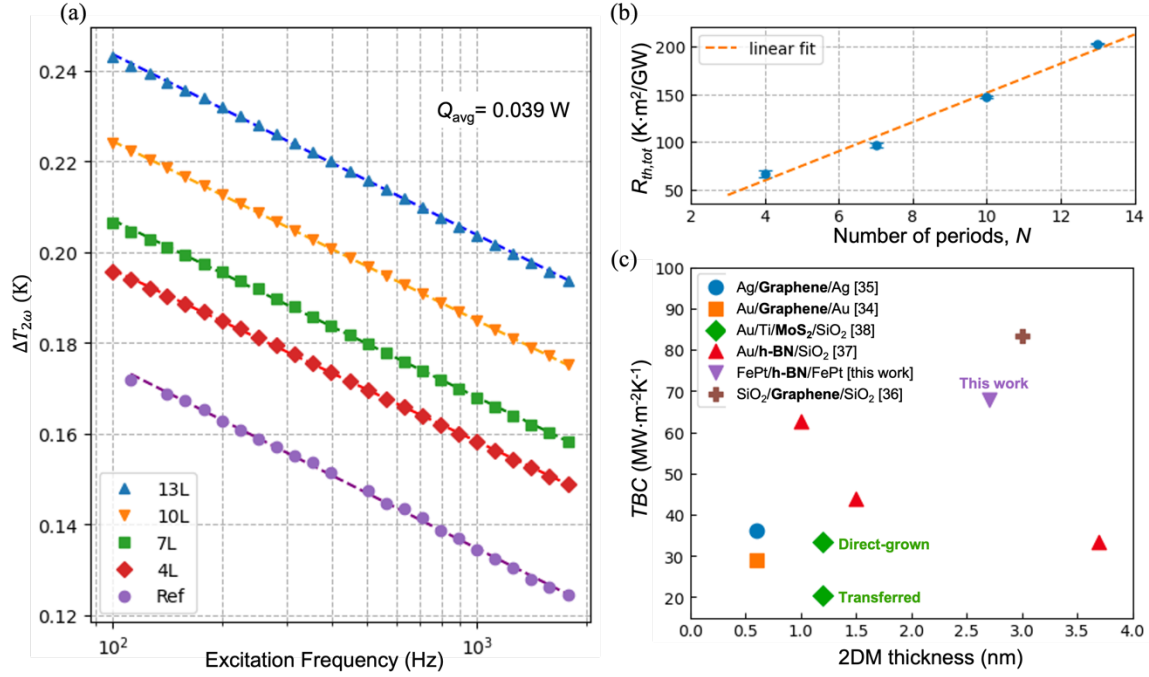 (a)
0.24
0.22
0.20
0.18
0.16
0.14
0.12
ΔT2ω (K)
Qavg= 0.039 W
13L
10L
7L
4L
Ref
10²
10³
Excitation Frequency (Hz)
(b)
200
150
100
50
Rth,tot (K·m²/GW)
linear fit
2
4
6
8
10
12
14
Number of periods, N
(c)
100
90
80
70
60
50
40
30
20
TBC (MW·m-2K-1)
Ag/Graphene/Ag [35]
Au/Graphene/Au [34]
Au/Ti/MoS2/SiO2 [38]
Au/h-BN/SiO2 [37]
FePt/h-BN/FePt [this work]
SiO2/Graphene/SiO2 [36]
This work
Direct-grown
Transferred
0.0
0.5
1.0
1.5
2.0
2.5
3.0
3.5
4.0
2DM thickness (nm)